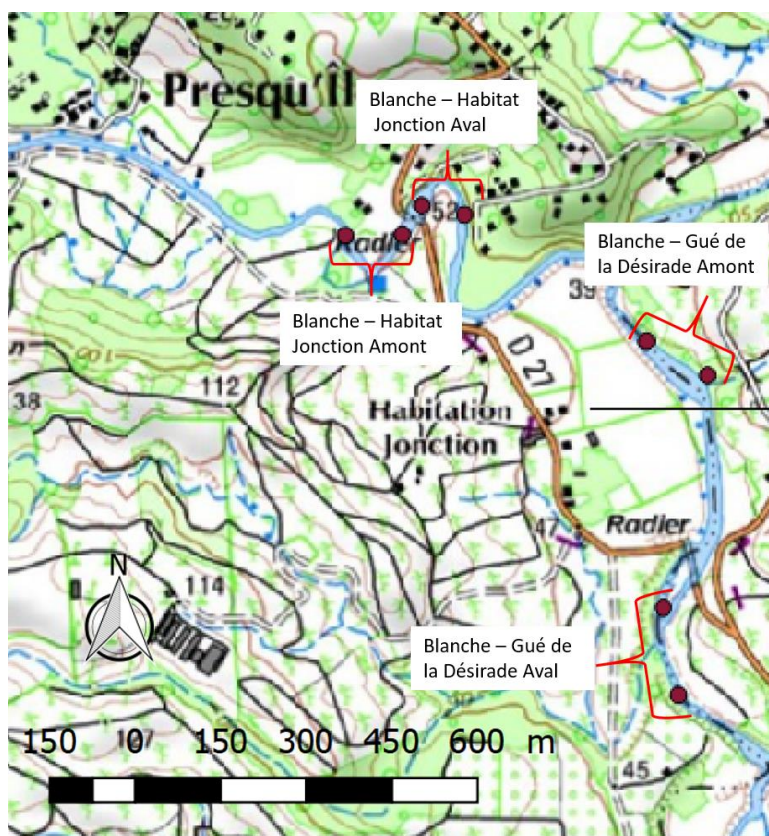 Presqu'Îl
Blanche – Habitat
Jonction Aval
52
Radier
Blanche – Gué de
la Désirade Amont
39
Blanche – Habitat
Jonction Amont
D 27
112
38
Habitation
Jonction
47
Radier
N
114
Blanche – Gué de
la Désirade Aval
150 0 150 300 450 600 m
45